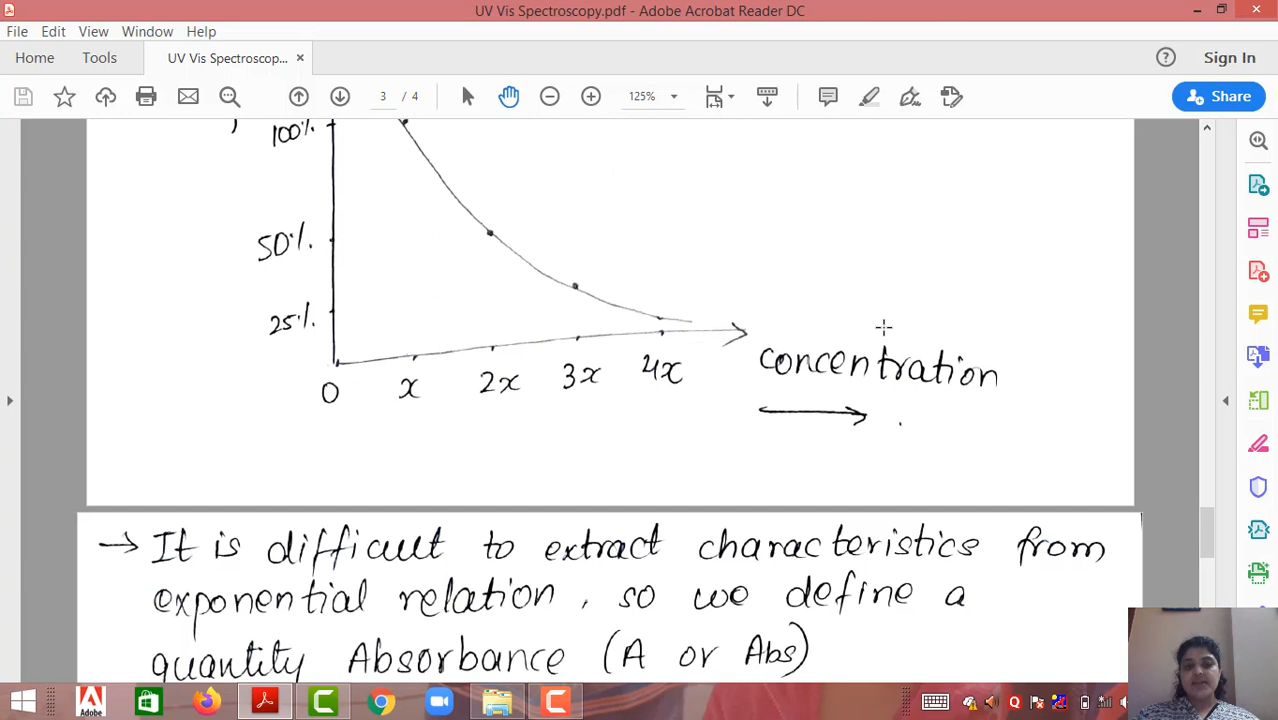 UV Vis Spectroscopy.pdf - Adobe Acrobat Reader DC
File Edit View Window Help
Home Tools UV Vis Spectroscop... × Sign In
3 / 4 125% Share
100%
50%
25%
0 x 2x 3x 4x concentration
→ It is difficult to extract characteristics from
exponential relation, so we define a
quantity Absorbance (A or Abs)
Adobe